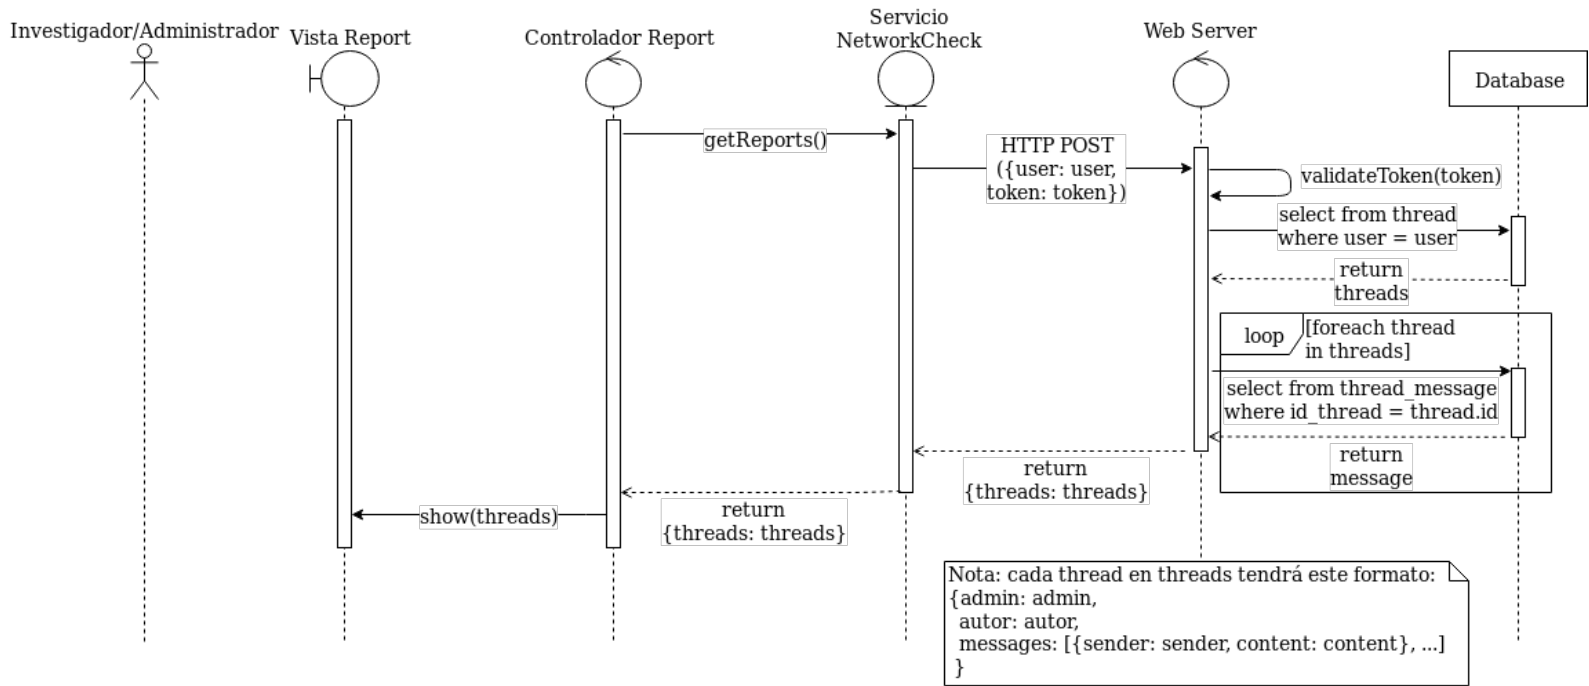 Investigador/Administrador
Vista Report
Controlador Report
Servicio
NetworkCheck
Web Server
Database
getReports()
HTTP POST
({user: user,
token: token})
validateToken(token)
select from thread
where user = user
return
threads
loop
[foreach thread
in threads]
select from thread_message
where id_thread = thread.id
return
message
return
{threads: threads}
return
{threads: threads}
show(threads)
Nota: cada thread en threads tendrá este formato:
{admin: admin,
autor: autor,
messages: [{sender: sender, content: content}, ...]
}